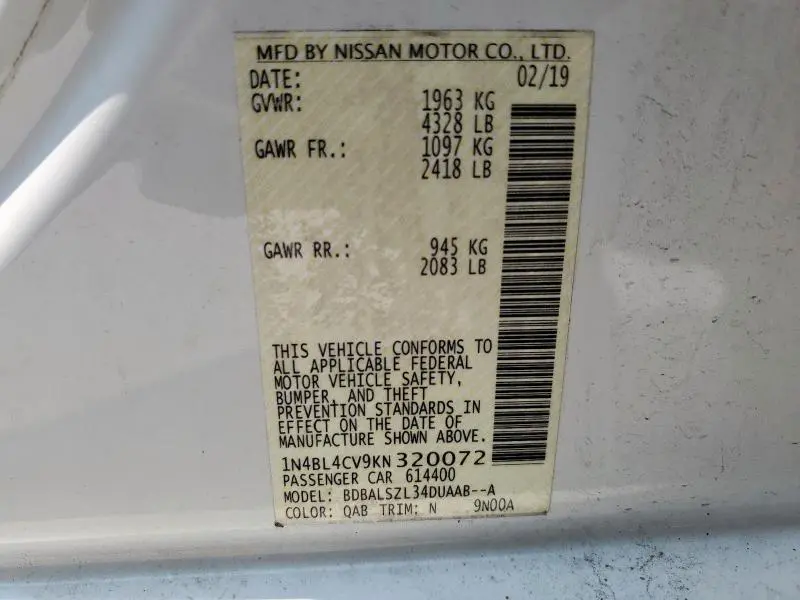 MFD BY NISSAN MOTOR CO., LTD.
DATE: 02/19
GVWR: 1963 KG
4328 LB
GAWR FR.: 1097 KG
2418 LB
GAWR RR.: 945 KG
2083 LB
THIS VEHICLE CONFORMS TO
ALL APPLICABLE FEDERAL
MOTOR VEHICLE SAFETY,
BUMPER, AND THEFT
PREVENTION STANDARDS IN
EFFECT ON THE DATE OF
MANUFACTURE SHOWN ABOVE.
1N4BL4CV9KN320072
PASSENGER CAR 614400
MODEL: BDBALSZL34DUAAB--A
COLOR: QAB TRIM: N 9N00A